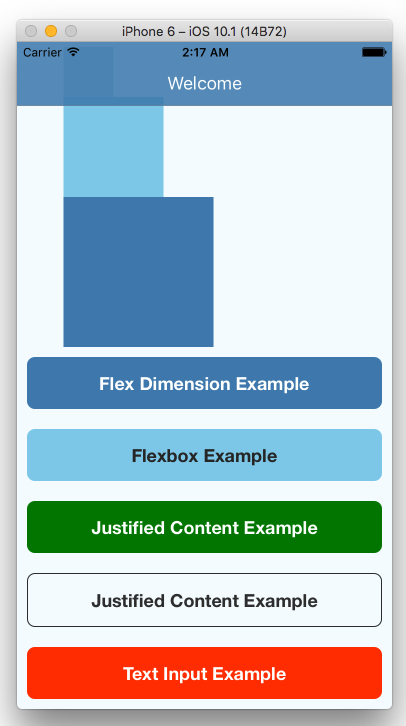 iPhone 6 – iOS 10.1 (14B72)
Carrier 2:17 AM
Welcome
Flex Dimension Example
Flexbox Example
Justified Content Example
Justified Content Example
Text Input Example